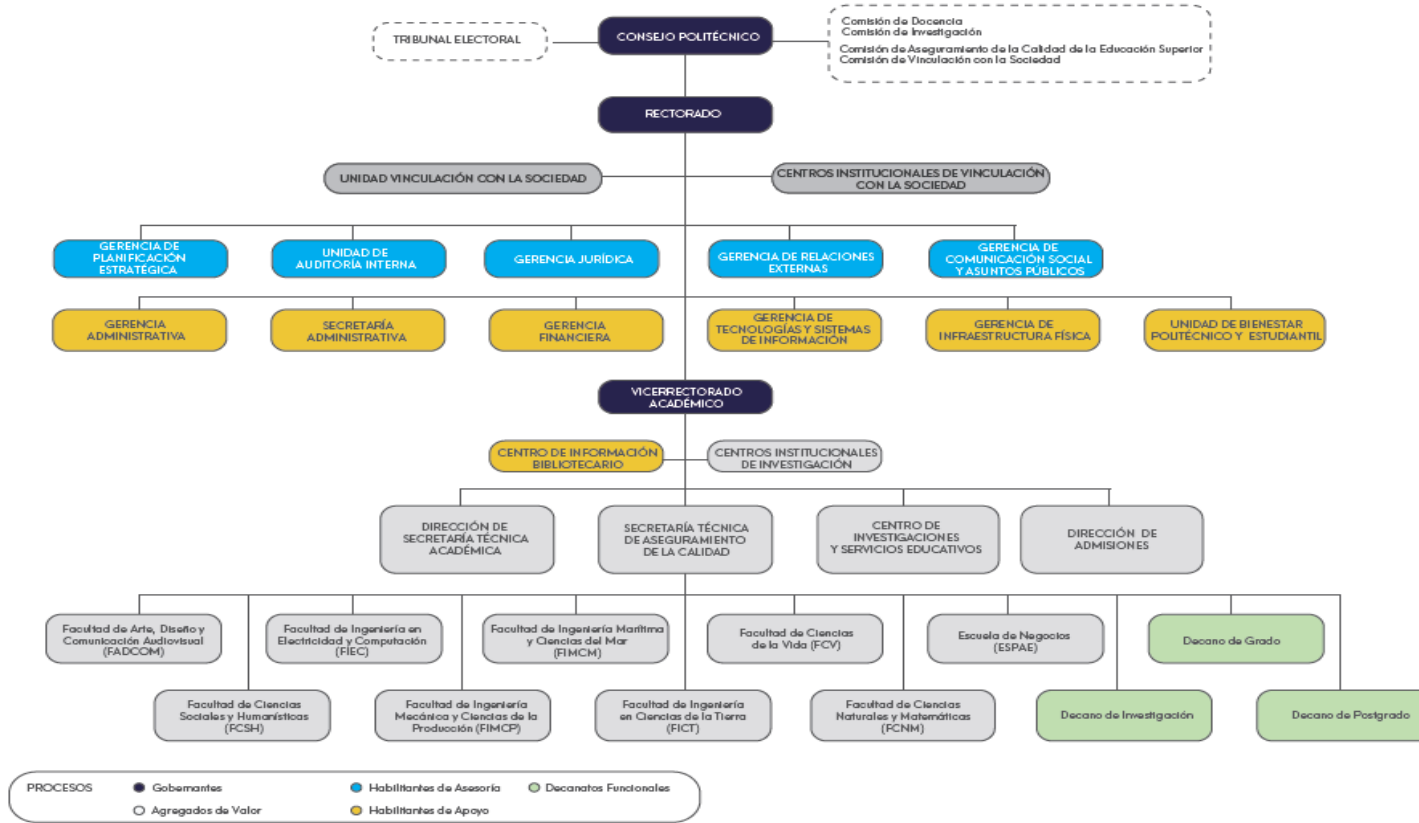 TRIBUNAL ELECTORAL
CONSEJO POLITÉCNICO
Comisión de Docencia
Comisión de Investigación
Comisión de Aseguramiento de la Calidad de la Educación Superior
Comisión de Vinculación con la Sociedad
RECTORADO
UNIDAD VINCULACIÓN CON LA SOCIEDAD
CENTROS INSTITUCIONALES DE VINCULACIÓN
CON LA SOCIEDAD
GERENCIA DE
PLANIFICACIÓN
ESTRATÉGICA
UNIDAD DE
AUDITORÍA INTERNA
GERENCIA JURÍDICA
GERENCIA DE RELACIONES
EXTERNAS
GERENCIA DE
COMUNICACIÓN SOCIAL
Y ASUNTOS PÚBLICOS
GERENCIA
ADMINISTRATIVA
SECRETARÍA
ADMINISTRATIVA
GERENCIA
FINANCIERA
GERENCIA DE
TECNOLOGÍAS Y SISTEMAS
DE INFORMACIÓN
GERENCIA DE
INFRAESTRUCTURA FÍSICA
UNIDAD DE BIENESTAR
POLITÉCNICO Y ESTUDIANTIL
VICERRECTORADO
ACADÉMICO
CENTRO DE INFORMACIÓN
BIBLIOTECARIO
CENTROS INSTITUCIONALES
DE INVESTIGACIÓN
DIRECCIÓN DE
SECRETARÍA TÉCNICA
ACADÉMICA
SECRETARÍA TÉCNICA
DE ASEGURAMIENTO
DE LA CALIDAD
CENTRO DE
INVESTIGACIONES
Y SERVICIOS EDUCATIVOS
DIRECCIÓN DE
ADMISIONES
Facultad de Arte, Diseño y
Comunicación Audiovisual
(FADCOM)
Facultad de Ingeniería en
Electricidad y Computación
(FIEC)
Facultad de Ingeniería Marítima
y Ciencias del Mar
(FIMCM)
Facultad de Ciencias
de la Vida (FCV)
Escuela de Negocios
(ESPAE)
Decano de Grado
Facultad de Ciencias
Sociales y Humanísticas
(FCSH)
Facultad de Ingeniería
Mecánica y Ciencias de la
Producción (FIMCP)
Facultad de Ingeniería
en Ciencias de la Tierra
(FICT)
Facultad de Ciencias
Naturales y Matemáticas
(FCNM)
Decano de Investigación
Decano de Postgrado
PROCESOS
Gobernantes
Habilitantes de Asesoría
Decanatos Funcionales
Agregados de Valor
Habilitantes de Apoyo